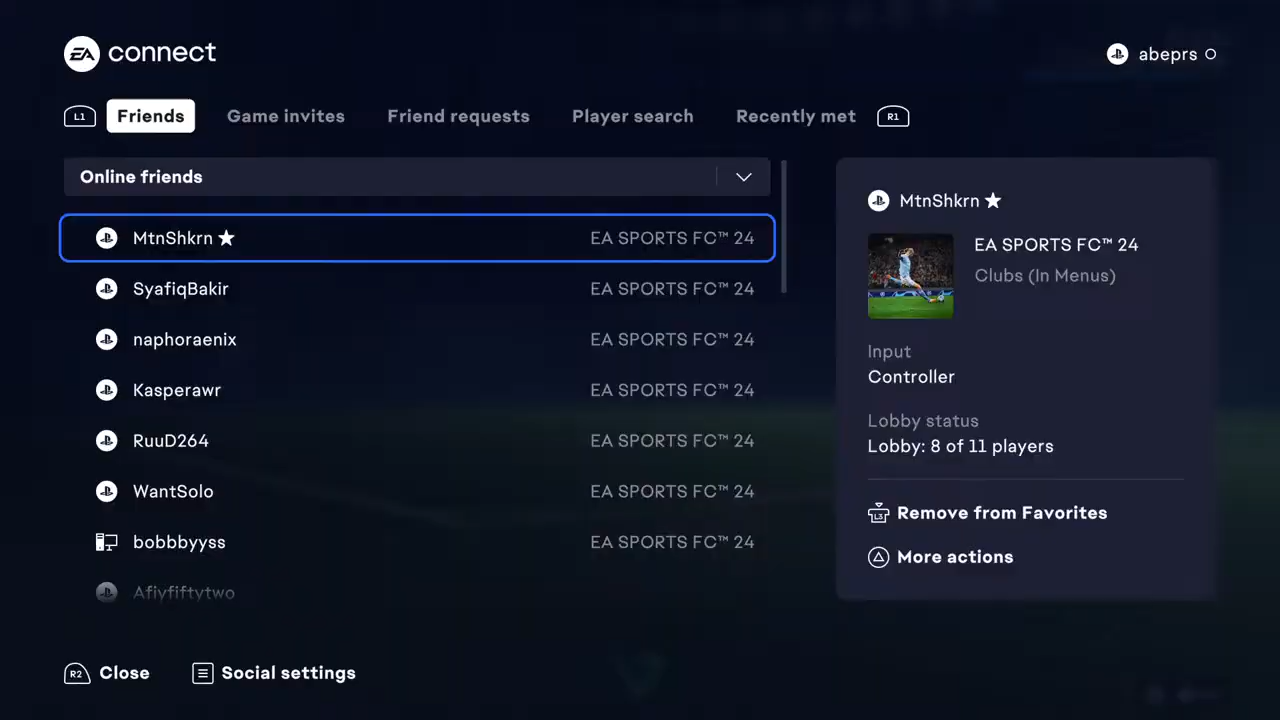 EA connect
abeprs
L1 Friends Game invites Friend requests Player search Recently met R1
Online friends
MtnShkrn ★ EA SPORTS FC™ 24
SyafiqBakir EA SPORTS FC™ 24
naphoraenix EA SPORTS FC™ 24
Kasperawr EA SPORTS FC™ 24
RuuD264 EA SPORTS FC™ 24
WantSolo EA SPORTS FC™ 24
bobbbyyss EA SPORTS FC™ 24
Afiyfiftytwo
MtnShkrn ★
EA SPORTS FC™ 24
Clubs (In Menus)
Input
Controller
Lobby status
Lobby: 8 of 11 players
L3 Remove from Favorites
More actions
R2 Close Social settings